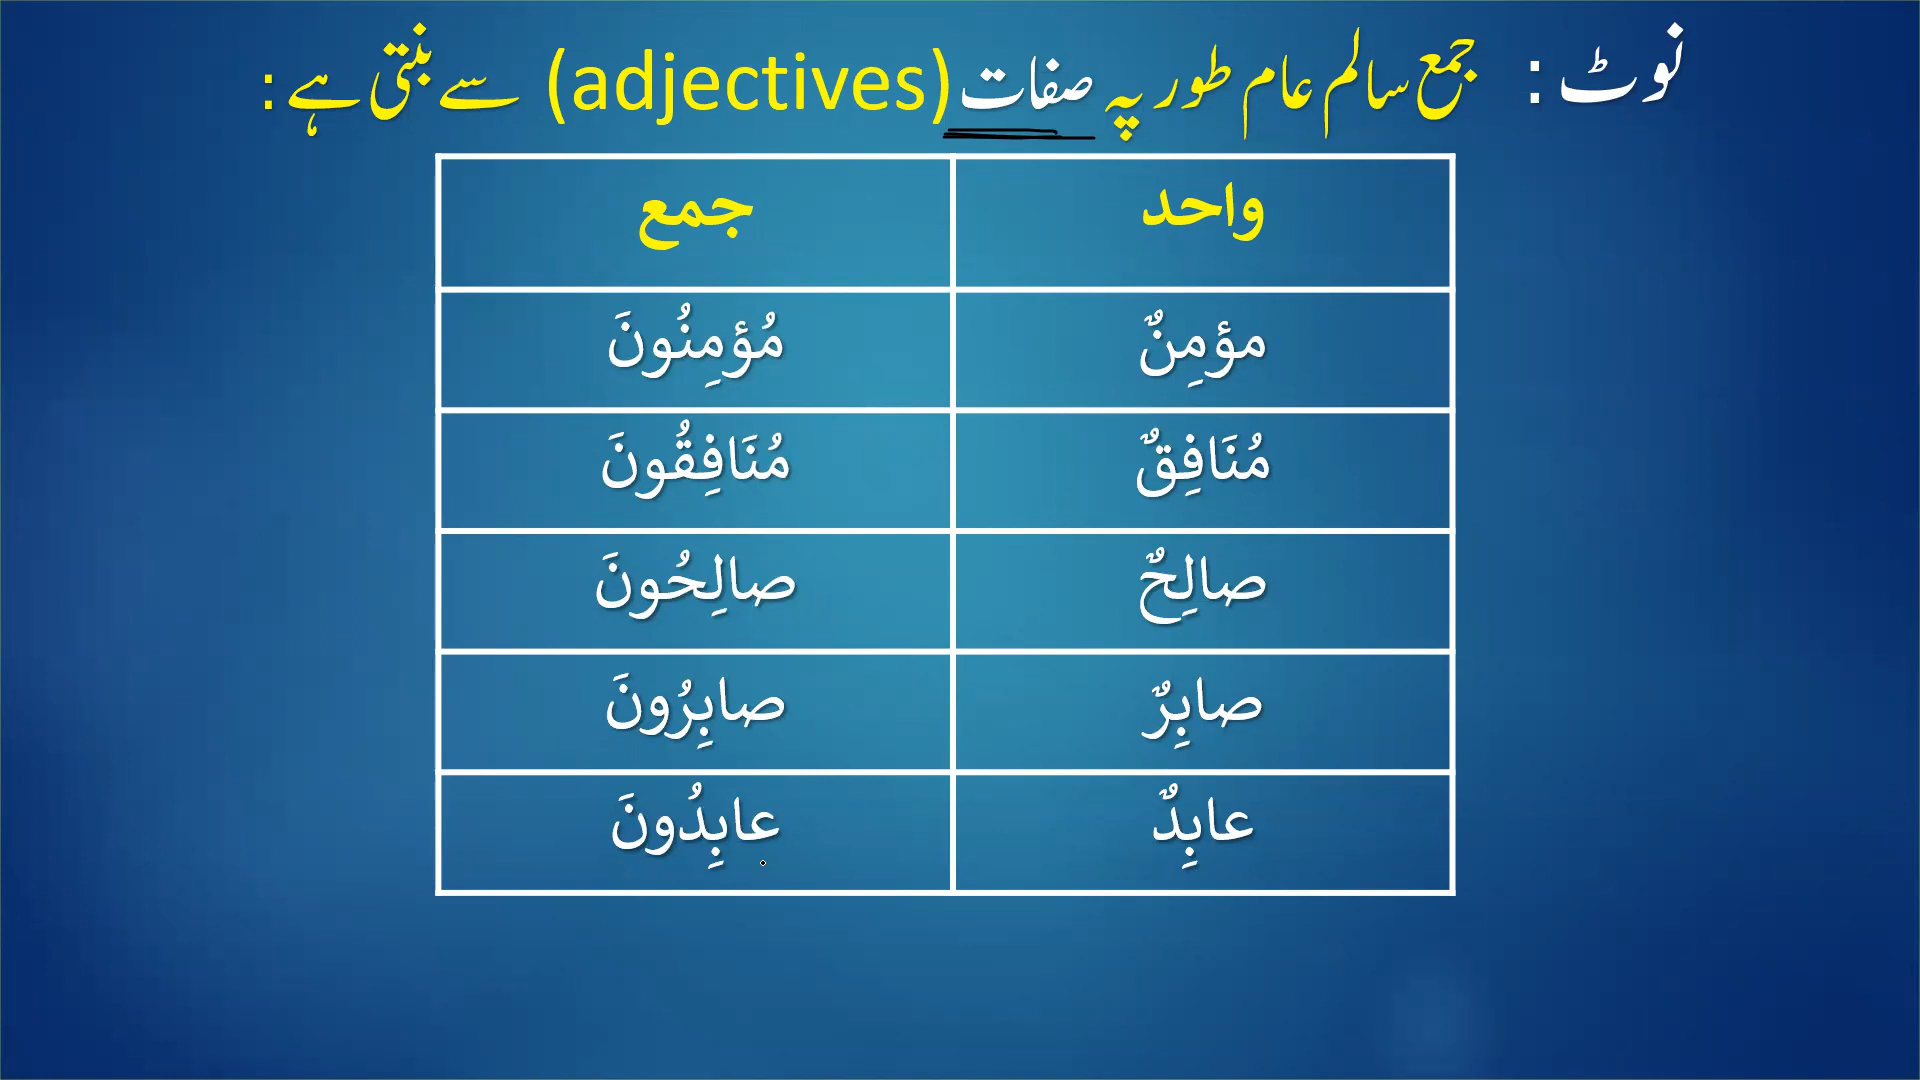 نوٹ : جمع سالم عام طور پہ صفات (adjectives) سے بنتی ہے :
واحد جمع
مؤمِنٌ مُؤمِنُونَ
مُنَافِقٌ مُنَافِقُونَ
صالِحٌ صالِحُونَ
صابِرٌ صابِرُونَ
عابِدٌ عابِدُونَ